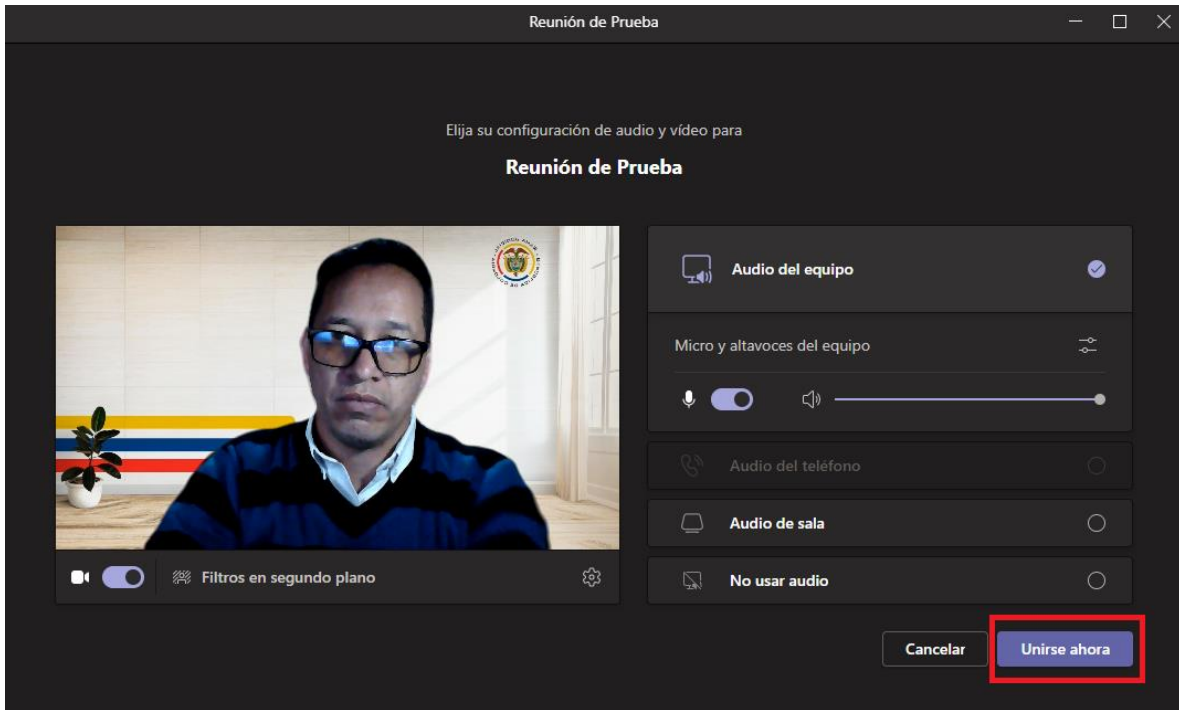 Reunión de Prueba
Elija su configuración de audio y vídeo para
Reunión de Prueba
Audio del equipo
Micro y altavoces del equipo
Audio del teléfono
Audio de sala
Filtros en segundo plano
No usar audio
Cancelar
Unirse ahora